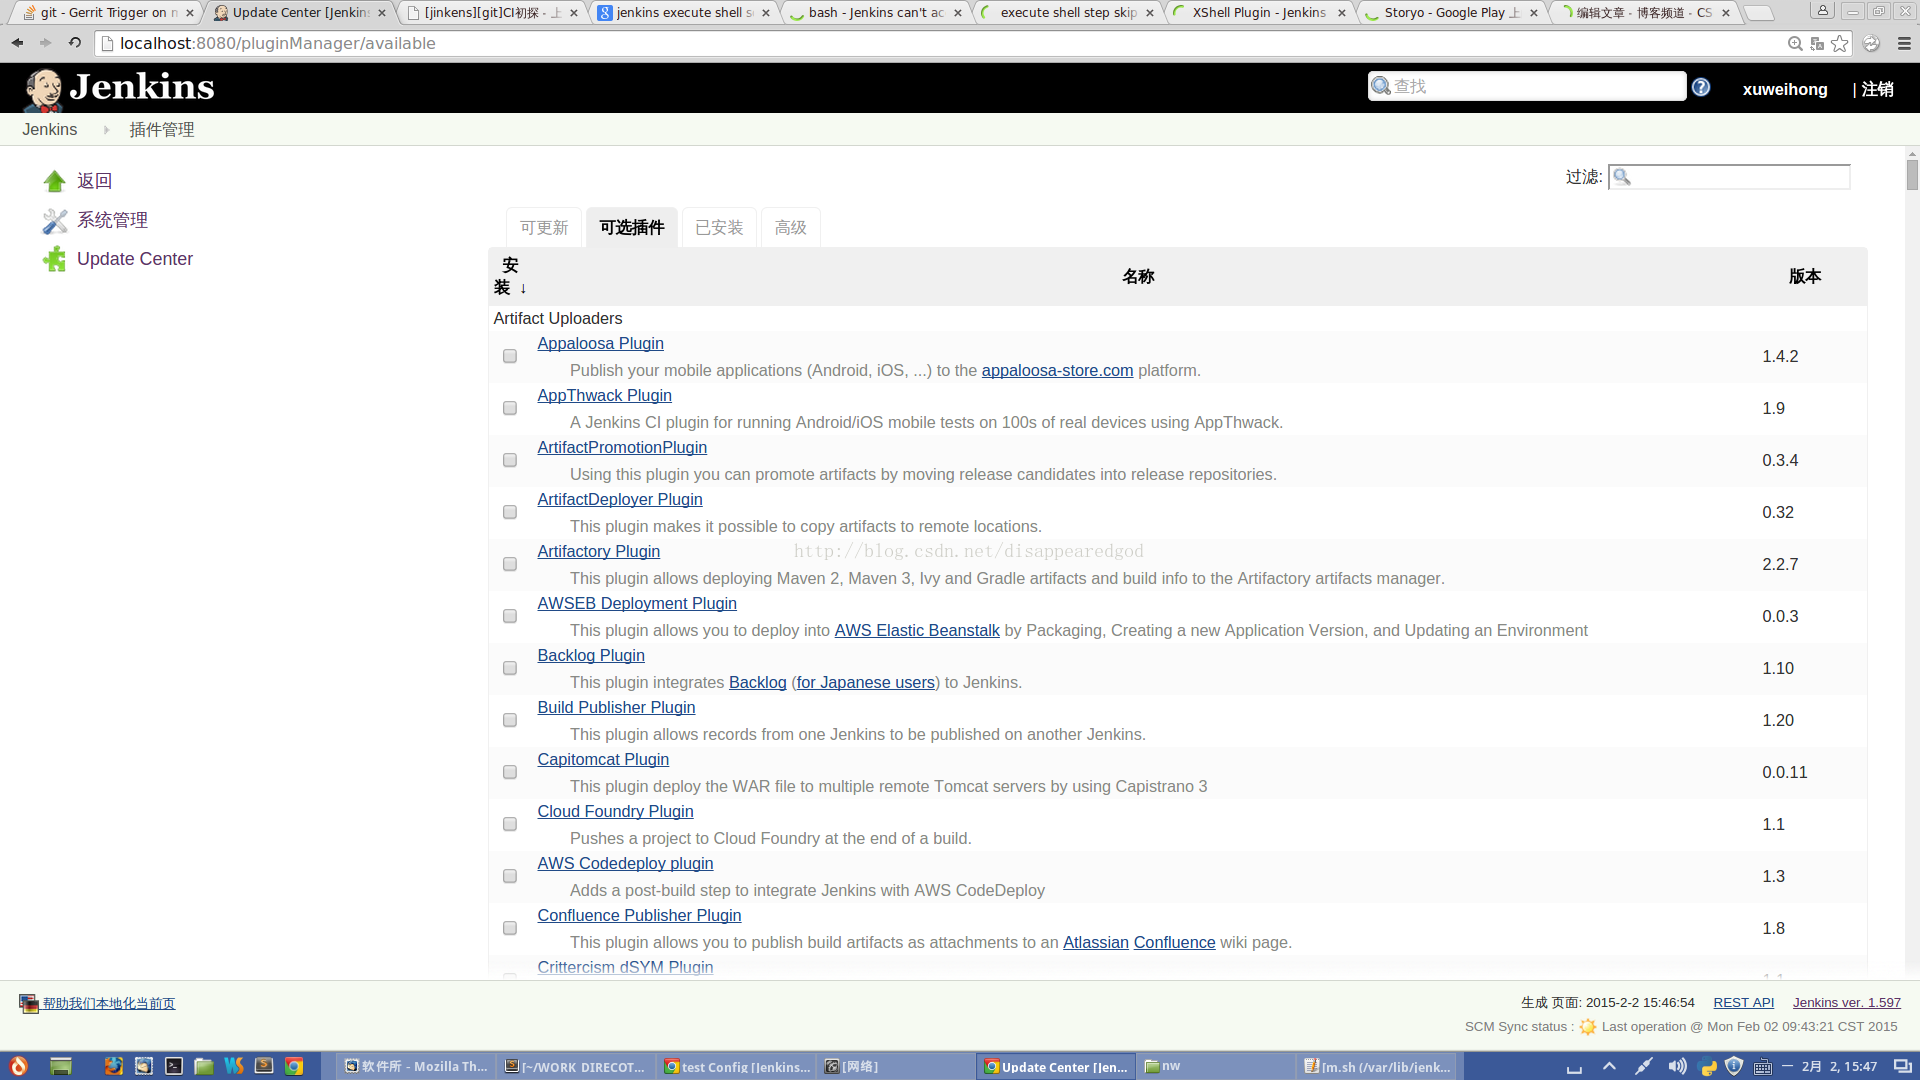 git - Gerrit Trigger on n
Update Center [Jenkins
[jinkens][git]CI初探 - 上
jenkins execute shell s
bash - Jenkins can't ac
execute shell step skip
XShell Plugin - Jenkins
Storyo - Google Play 上
编辑文章 - 博客频道 - CS
localhost:8080/pluginManager/available
Jenkins
查找
xuweihong
| 注销
Jenkins
插件管理
返回
系统管理
Update Center
过滤:
可更新
可选插件
已安装
高级
安装 ↓
名称
版本
Artifact Uploaders
Appaloosa Plugin
Publish your mobile applications (Android, iOS, ...) to the appaloosa-store.com platform.
1.4.2
AppThwack Plugin
A Jenkins CI plugin for running Android/iOS mobile tests on 100s of real devices using AppThwack.
1.9
ArtifactPromotionPlugin
Using this plugin you can promote artifacts by moving release candidates into release repositories.
0.3.4
ArtifactDeployer Plugin
This plugin makes it possible to copy artifacts to remote locations.
0.32
Artifactory Plugin
http://blog.csdn.net/disappearedgod
This plugin allows deploying Maven 2, Maven 3, Ivy and Gradle artifacts and build info to the Artifactory artifacts manager.
2.2.7
AWSEB Deployment Plugin
This plugin allows you to deploy into AWS Elastic Beanstalk by Packaging, Creating a new Application Version, and Updating an Environment
0.0.3
Backlog Plugin
This plugin integrates Backlog (for Japanese users) to Jenkins.
1.10
Build Publisher Plugin
This plugin allows records from one Jenkins to be published on another Jenkins.
1.20
Capitomcat Plugin
This plugin deploy the WAR file to multiple remote Tomcat servers by using Capistrano 3
0.0.11
Cloud Foundry Plugin
Pushes a project to Cloud Foundry at the end of a build.
1.1
AWS Codedeploy plugin
Adds a post-build step to integrate Jenkins with AWS CodeDeploy
1.3
Confluence Publisher Plugin
This plugin allows you to publish build artifacts as attachments to an Atlassian Confluence wiki page.
1.8
Crittercism dSYM Plugin
1.1
帮助我们本地化当前页
生成 页面: 2015-2-2 15:46:54
REST API
Jenkins ver. 1.597
SCM Sync status : Last operation @ Mon Feb 02 09:43:21 CST 2015
软件所 - Mozilla Th...
[~/WORK_DIRECOT...
test Config [Jenkins...
[网络]
Update Center [Jen...
nw
[m.sh (/var/lib/jenk...
2月 2, 15:47